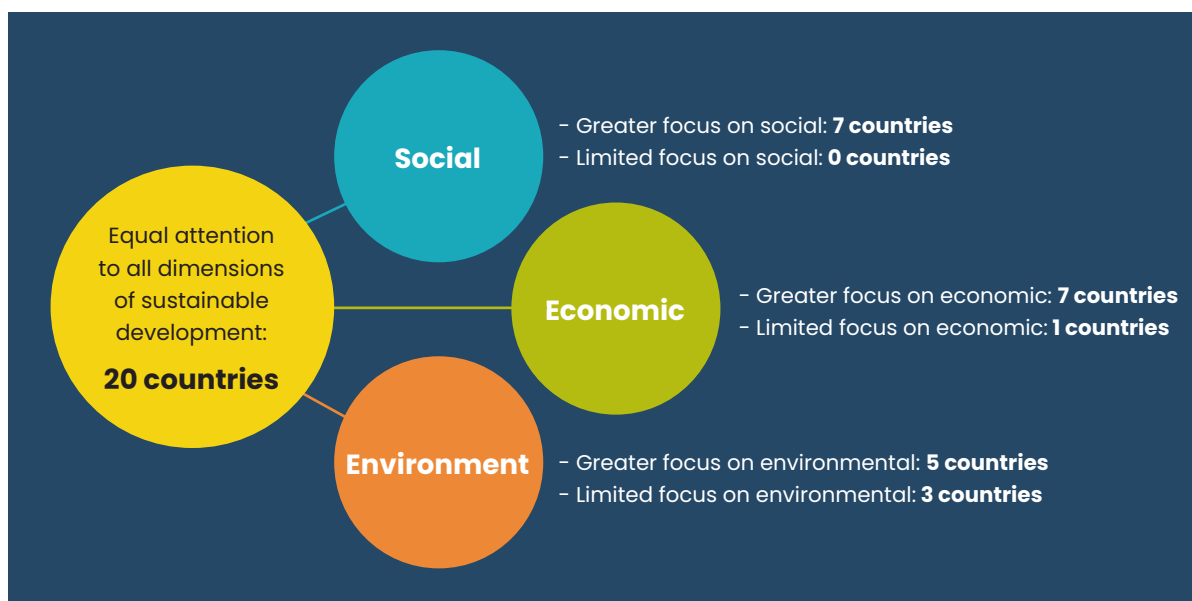 Equal attention
to all dimensions
of sustainable
development:
20 countries
Social
- Greater focus on social: 7 countries
- Limited focus on social: 0 countries
Economic
- Greater focus on economic: 7 countries
- Limited focus on economic: 1 countries
Environment
- Greater focus on environmental: 5 countries
- Limited focus on environmental: 3 countries